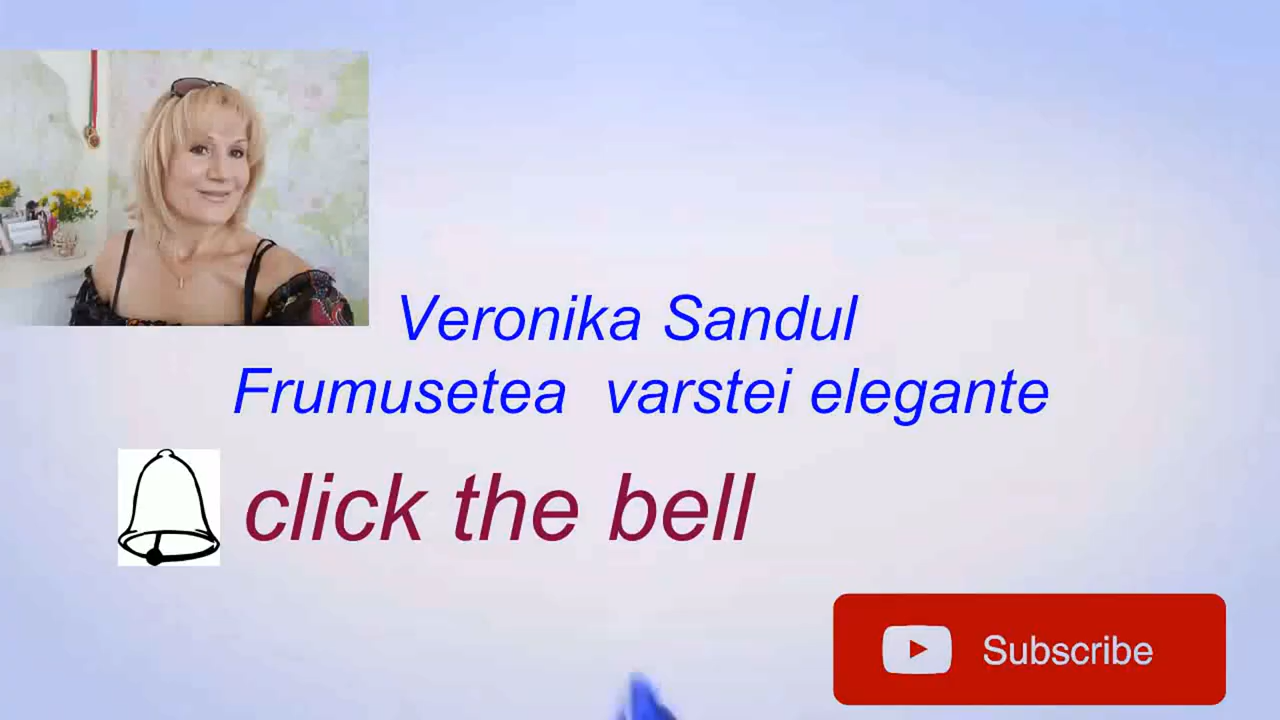 Veronika Sandul
Frumusetea varstei elegante
click the bell
Subscribe